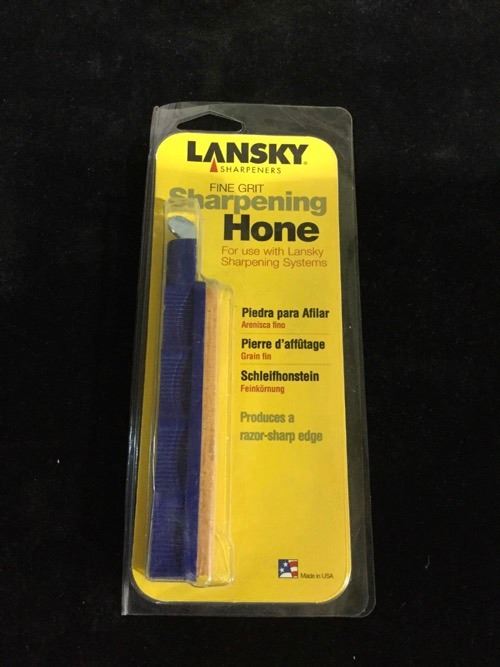 LANSKY
SHARPENERS
FINE GRIT
Sharpening
Hone
For use with Lansky
Sharpening Systems
Piedra para Afilar
Arenisca fino
Pierre d'affûtage
Grain fin
Schleifhonstein
Feinkörnung
Produces a
razor-sharp edge
Made in USA